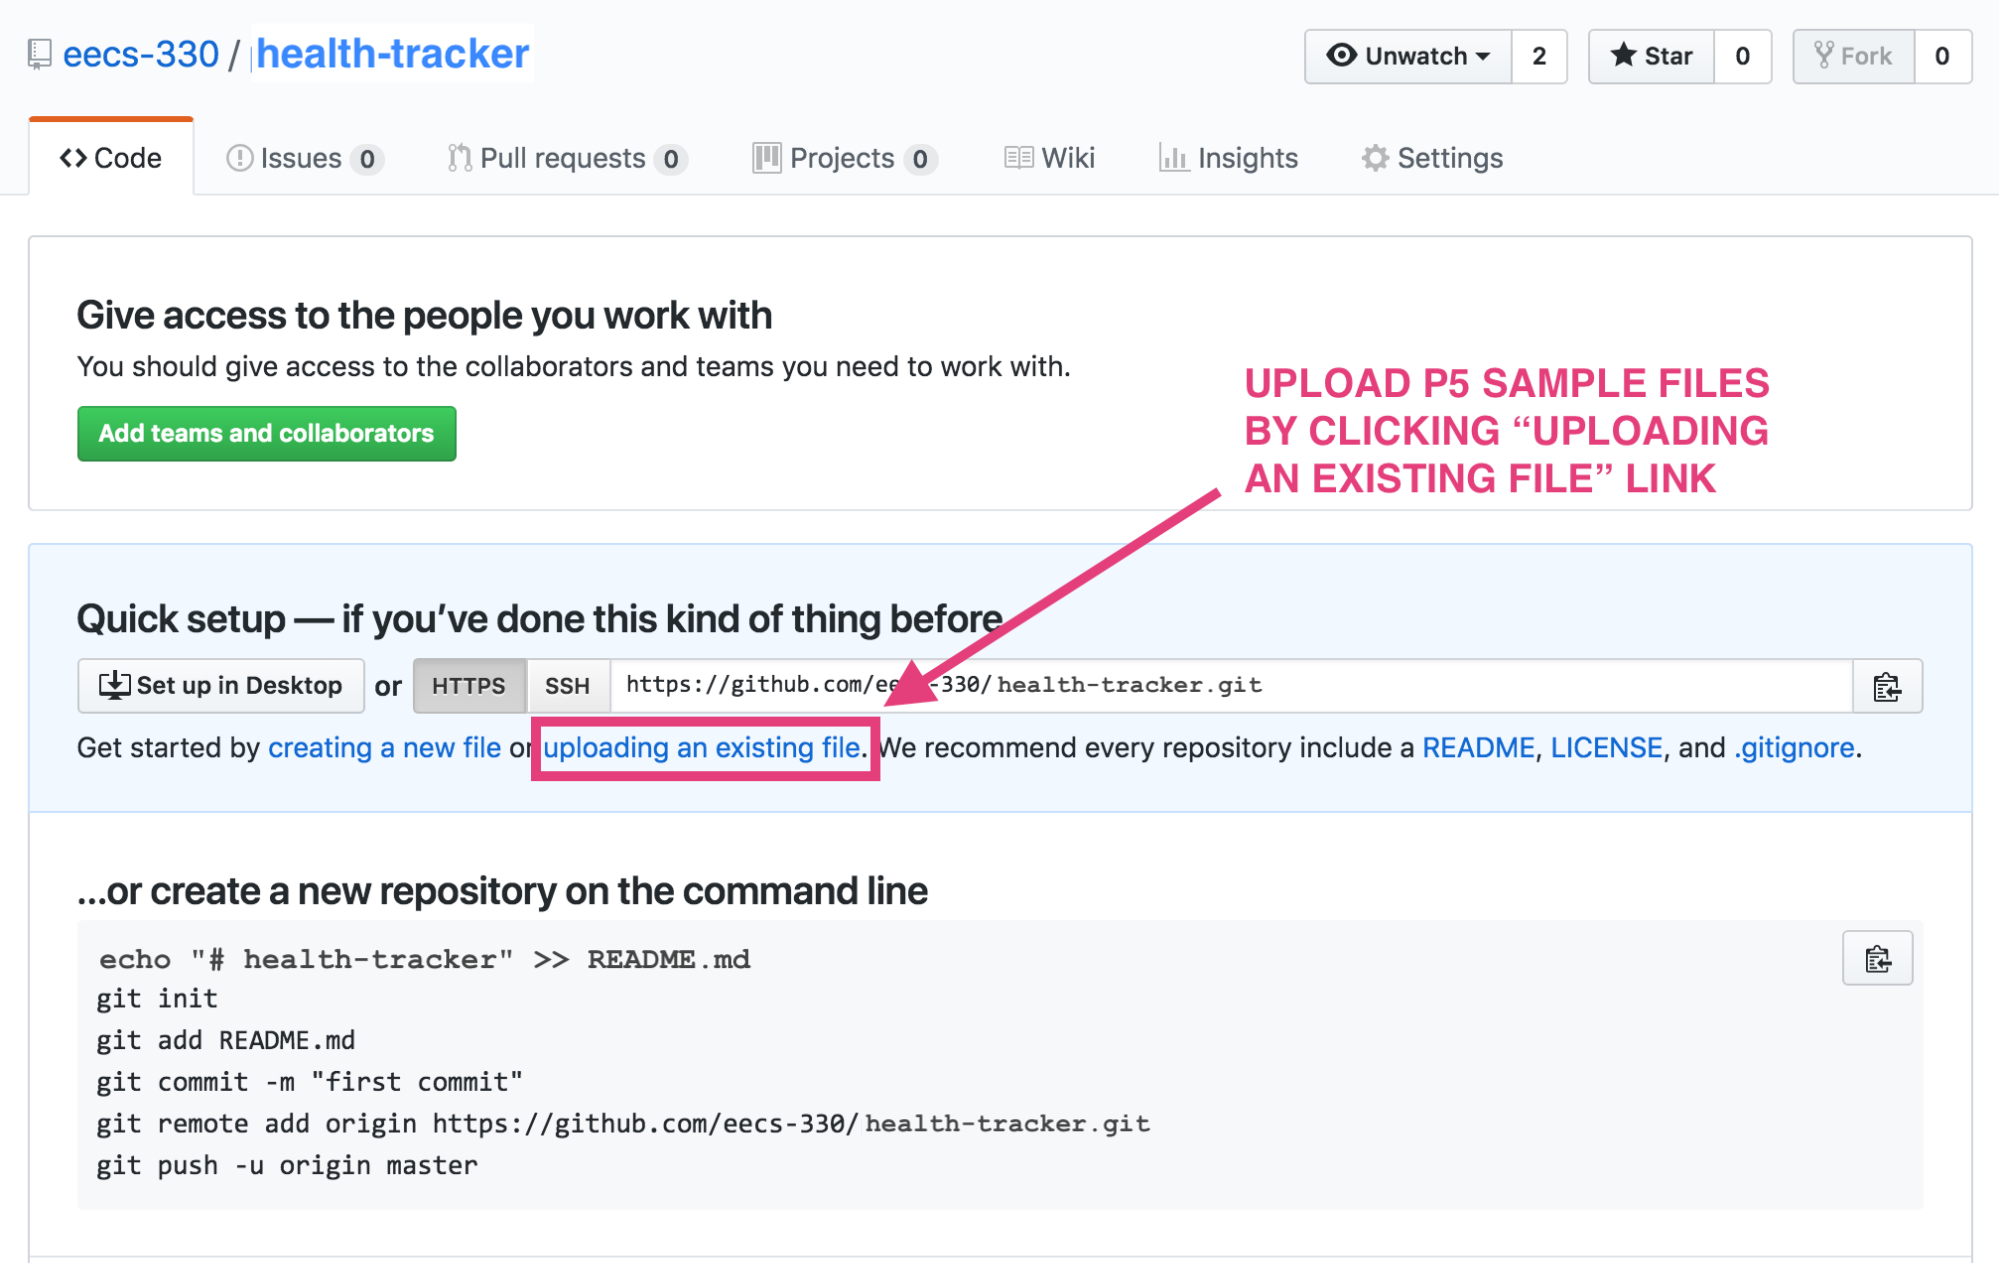 eecs-330 / health-tracker
Unwatch 2 Star 0 Fork 0
Code Issues 0 Pull requests 0 Projects 0 Wiki Insights Settings
Give access to the people you work with
You should give access to the collaborators and teams you need to work with.
Add teams and collaborators
UPLOAD P5 SAMPLE FILES
BY CLICKING “UPLOADING
AN EXISTING FILE” LINK
Quick setup — if you’ve done this kind of thing before
Set up in Desktop or HTTPS SSH https://github.com/eecs-330/health-tracker.git
Get started by creating a new file or uploading an existing file. We recommend every repository include a README, LICENSE, and .gitignore.
…or create a new repository on the command line
echo "# health-tracker" >> README.md
git init
git add README.md
git commit -m "first commit"
git remote add origin https://github.com/eecs-330/health-tracker.git
git push -u origin master